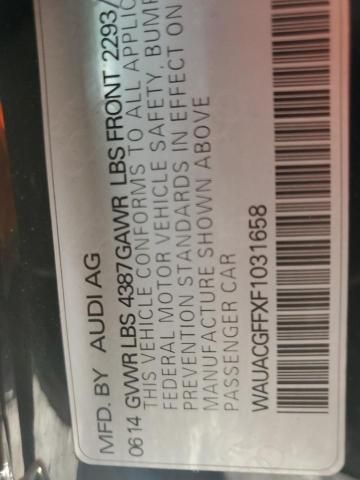 MFD. BY AUDI AG
0614 GVWR LBS 4387 GAWR LBS FRONT 2293/
THIS VEHICLE CONFORMS TO ALL APPLIC
FEDERAL MOTOR VEHICLE SAFETY, BUMP
PREVENTION STANDARDS IN EFFECT ON
MANUFACTURE SHOWN ABOVE
PASSENGER CAR
WAUACGFFXF1031658